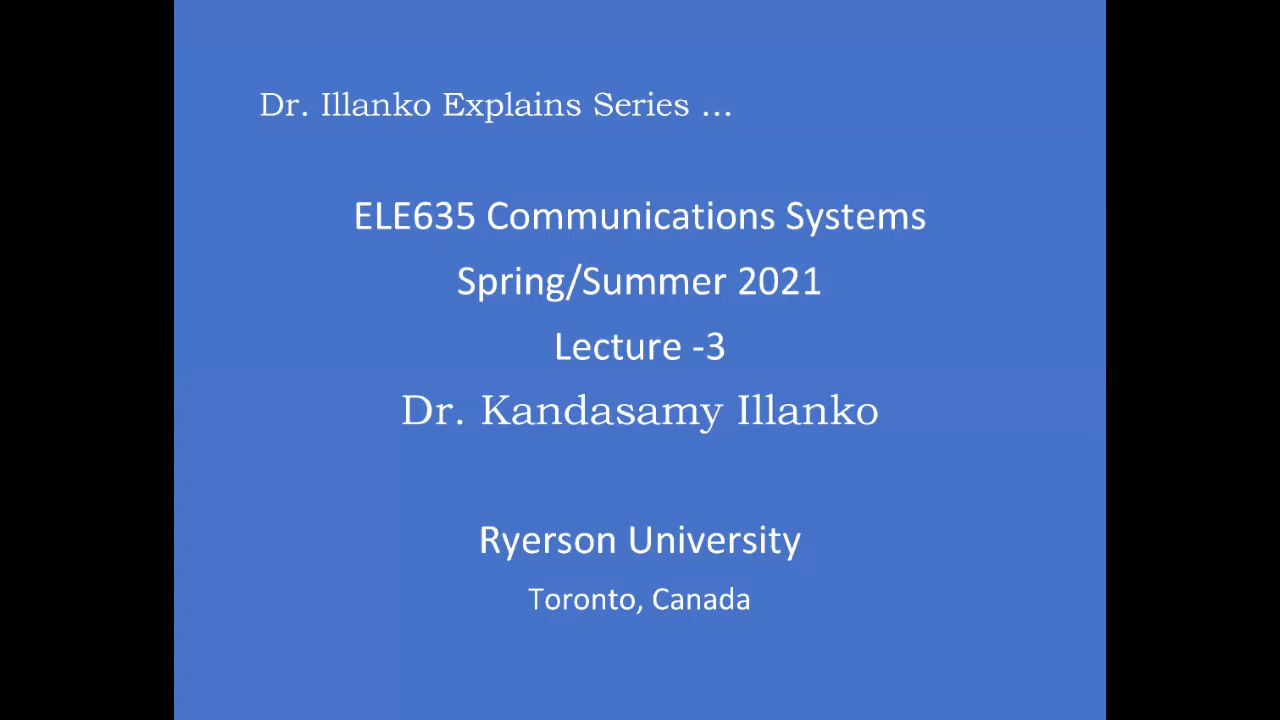 Dr. Illanko Explains Series ...
ELE635 Communications Systems
Spring/Summer 2021
Lecture -3
Dr. Kandasamy Illanko
Ryerson University
Toronto, Canada